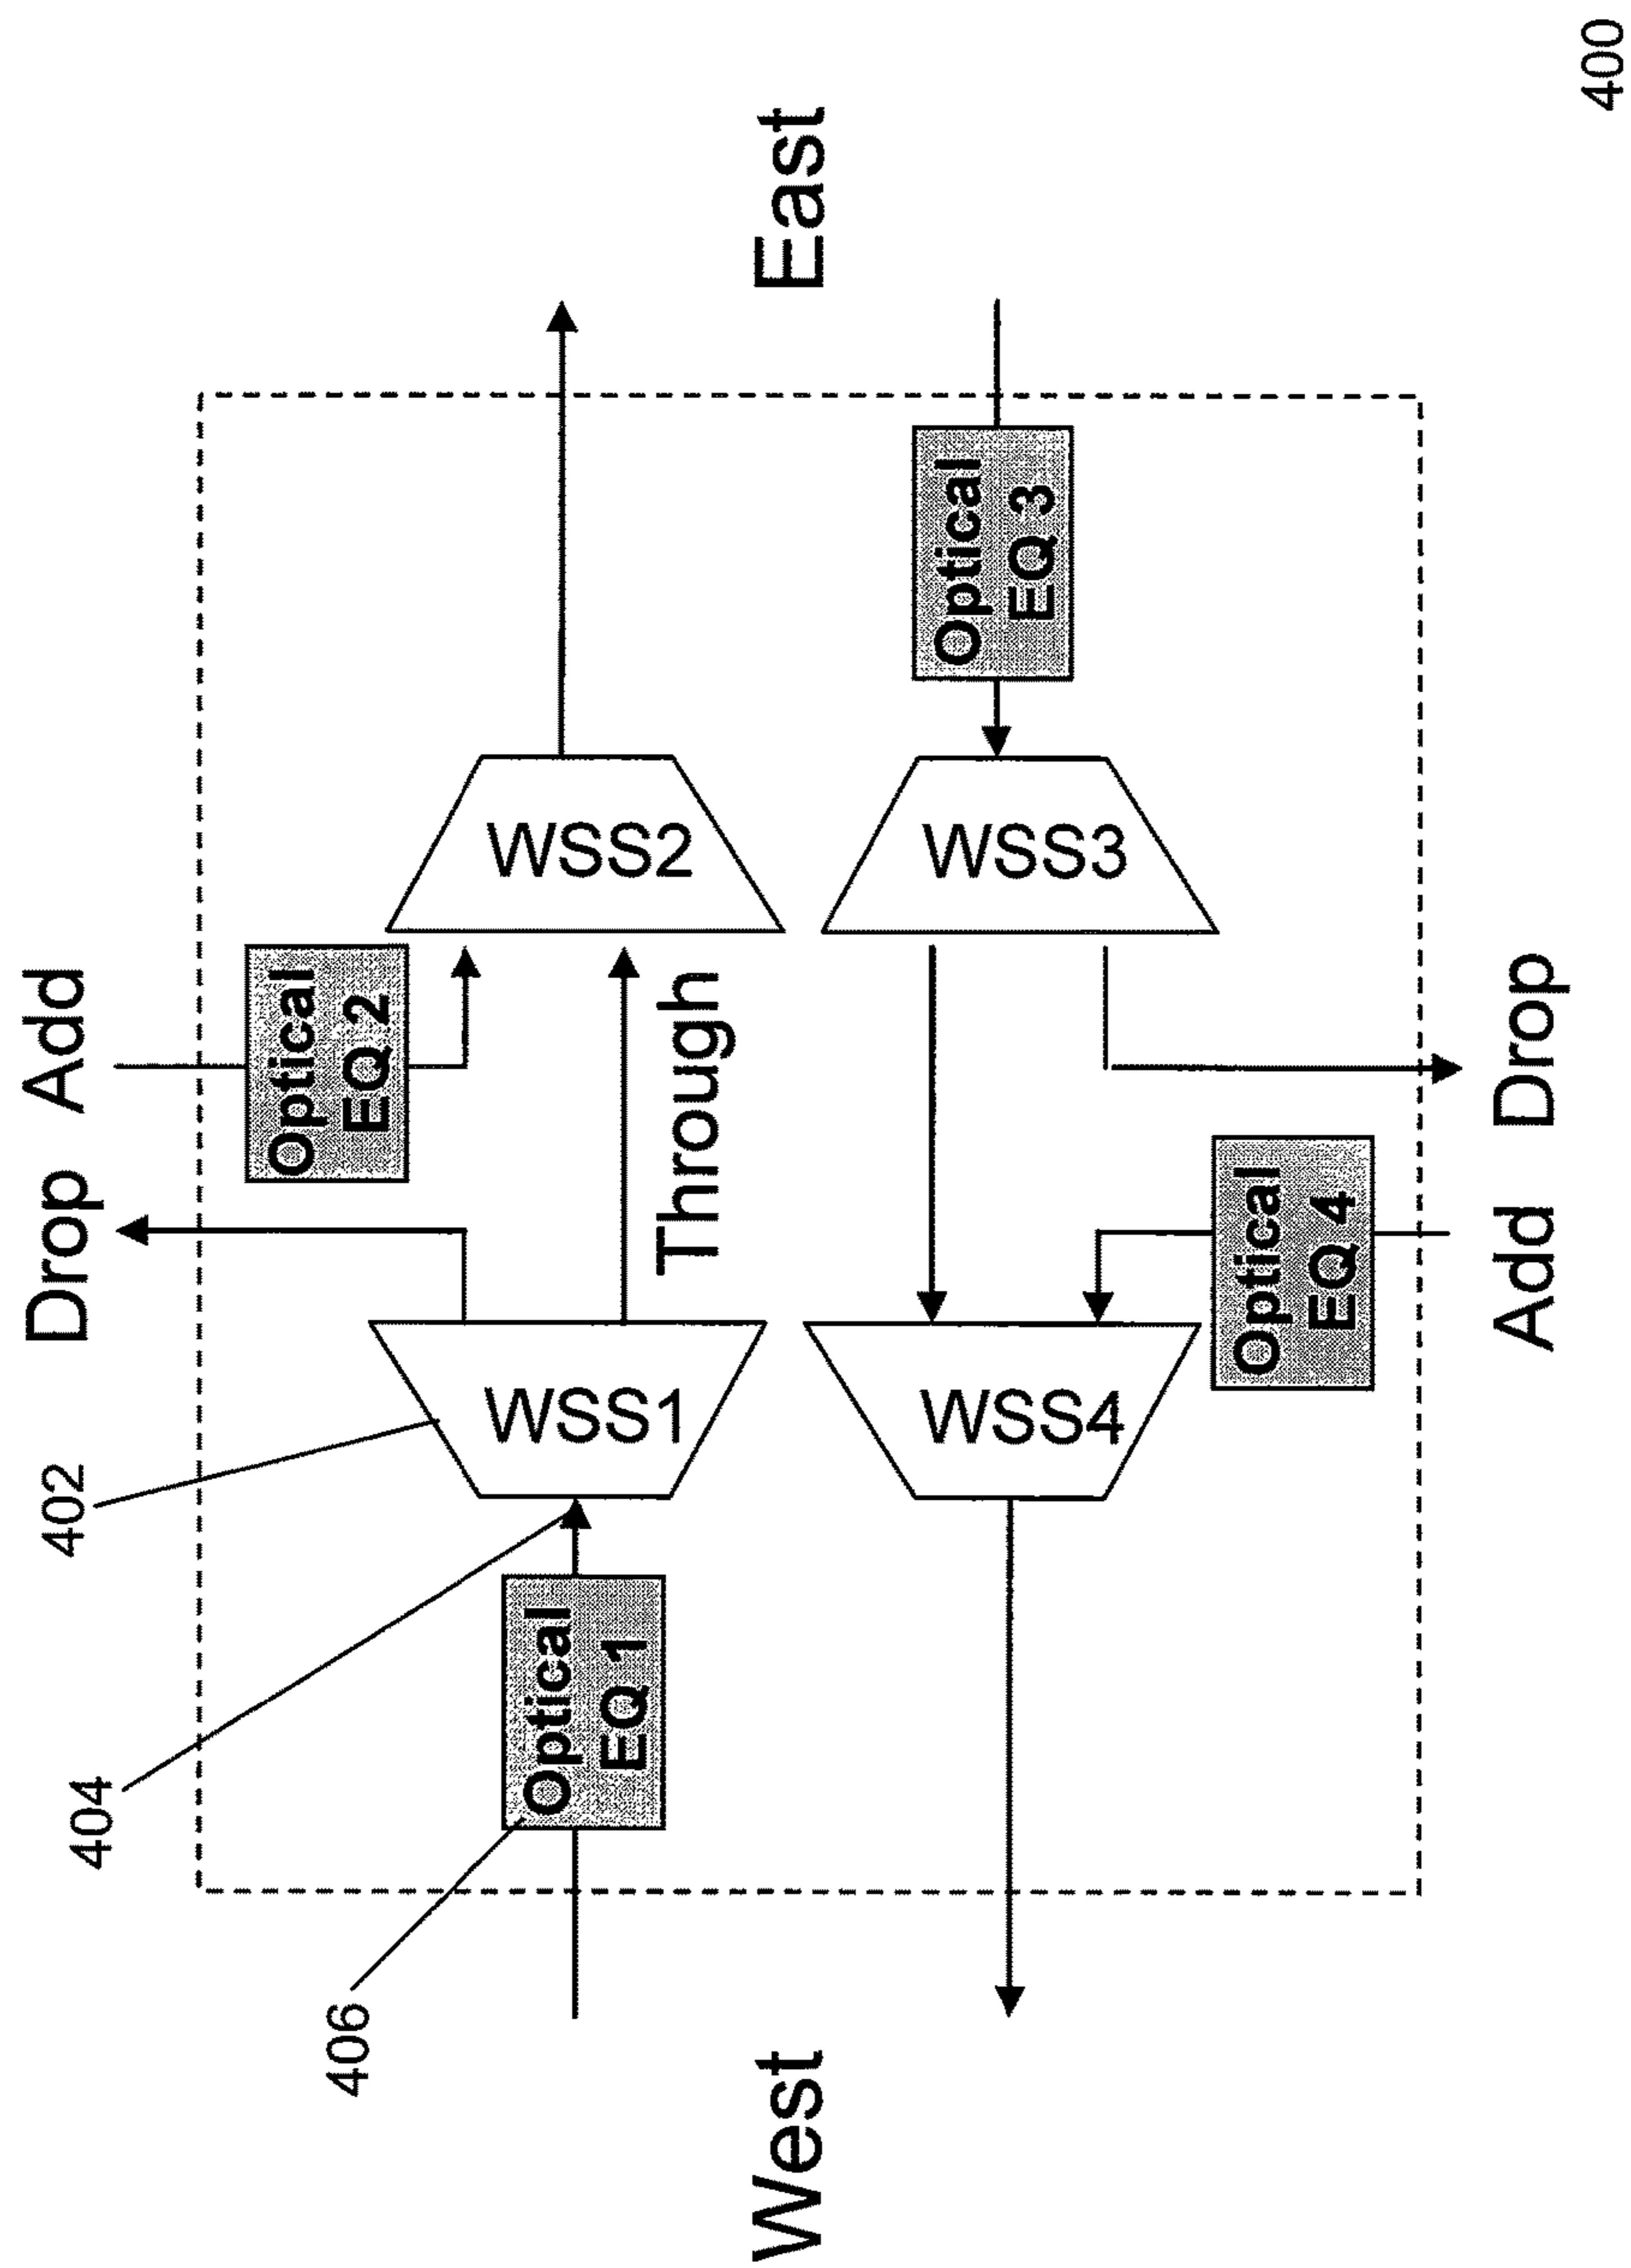 Drop
Add
402
404
406
Optical
EQ 2
WSS1
WSS2
Optical
EQ 1
Through
West
East
WSS4
WSS3
Optical
EQ 3
Optical
EQ 4
Add
Drop
400